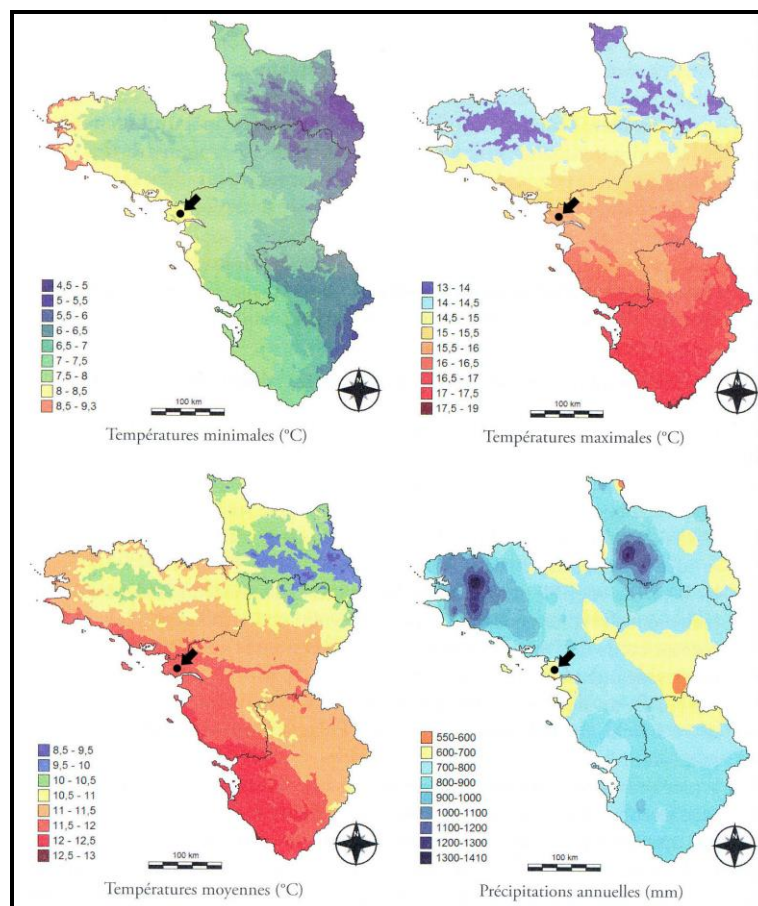 4,5 - 5
5 - 5,5
5,5 - 6
6 - 6,5
6,5 - 7
7 - 7,5
7,5 - 8
8 - 8,5
8,5 - 9,3
100 km
N
Températures minimales (°C)
13 - 14
14 - 14,5
14,5 - 15
15 - 15,5
15,5 - 16
16 - 16,5
16,5 - 17
17 - 17,5
17,5 - 19
100 km
N
Températures maximales (°C)
8,5 - 9,5
9,5 - 10
10 - 10,5
10,5 - 11
11 - 11,5
11,5 - 12
12 - 12,5
12,5 - 13
100 km
N
Températures moyennes (°C)
550-600
600-700
700-800
800-900
900-1000
1000-1100
1100-1200
1200-1300
1300-1410
100 km
N
Précipitations annuelles (mm)